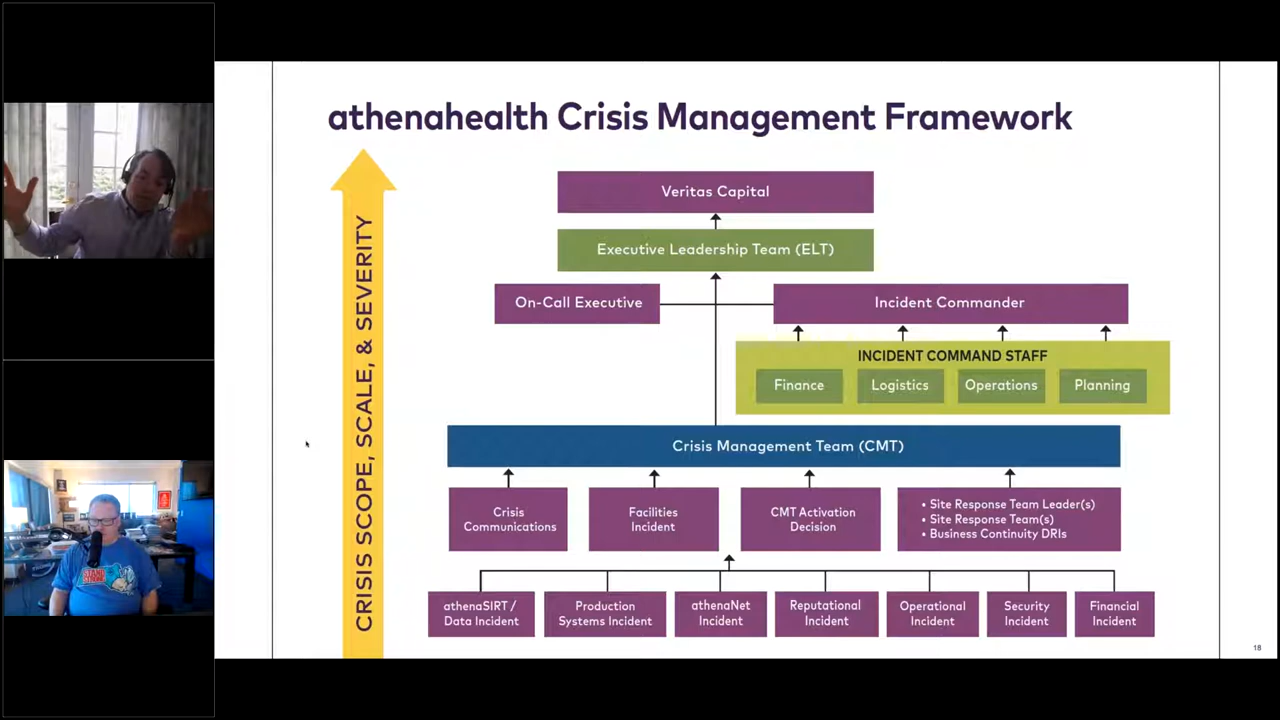 athenahealth Crisis Management Framework
CRISIS SCOPE, SCALE, & SEVERITY
Veritas Capital
Executive Leadership Team (ELT)
On-Call Executive
Incident Commander
INCIDENT COMMAND STAFF
Finance
Logistics
Operations
Planning
Crisis Management Team (CMT)
Crisis
Communications
Facilities
Incident
CMT Activation
Decision
• Site Response Team Leader(s)
• Site Response Team(s)
• Business Continuity DRIs
athenaSIRT /
Data Incident
Production
Systems Incident
athenaNet
Incident
Reputational
Incident
Operational
Incident
Security
Incident
Financial
Incident
18